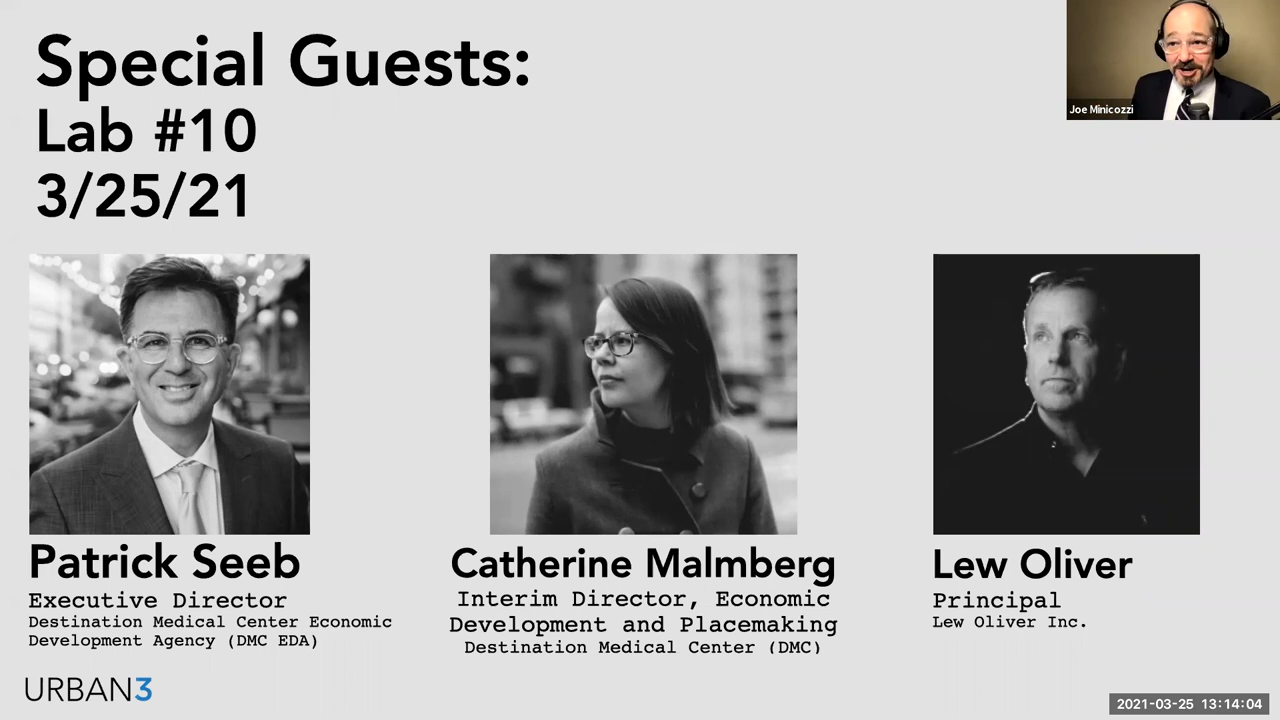 Special Guests:
Lab #10
3/25/21
Joe Minicozzi
Patrick Seeb
Executive Director
Destination Medical Center Economic
Development Agency (DMC EDA)
Catherine Malmberg
Interim Director, Economic
Development and Placemaking
Destination Medical Center (DMC)
Lew Oliver
Principal
Lew Oliver Inc.
URBAN3
2021-03-25 13:14:04